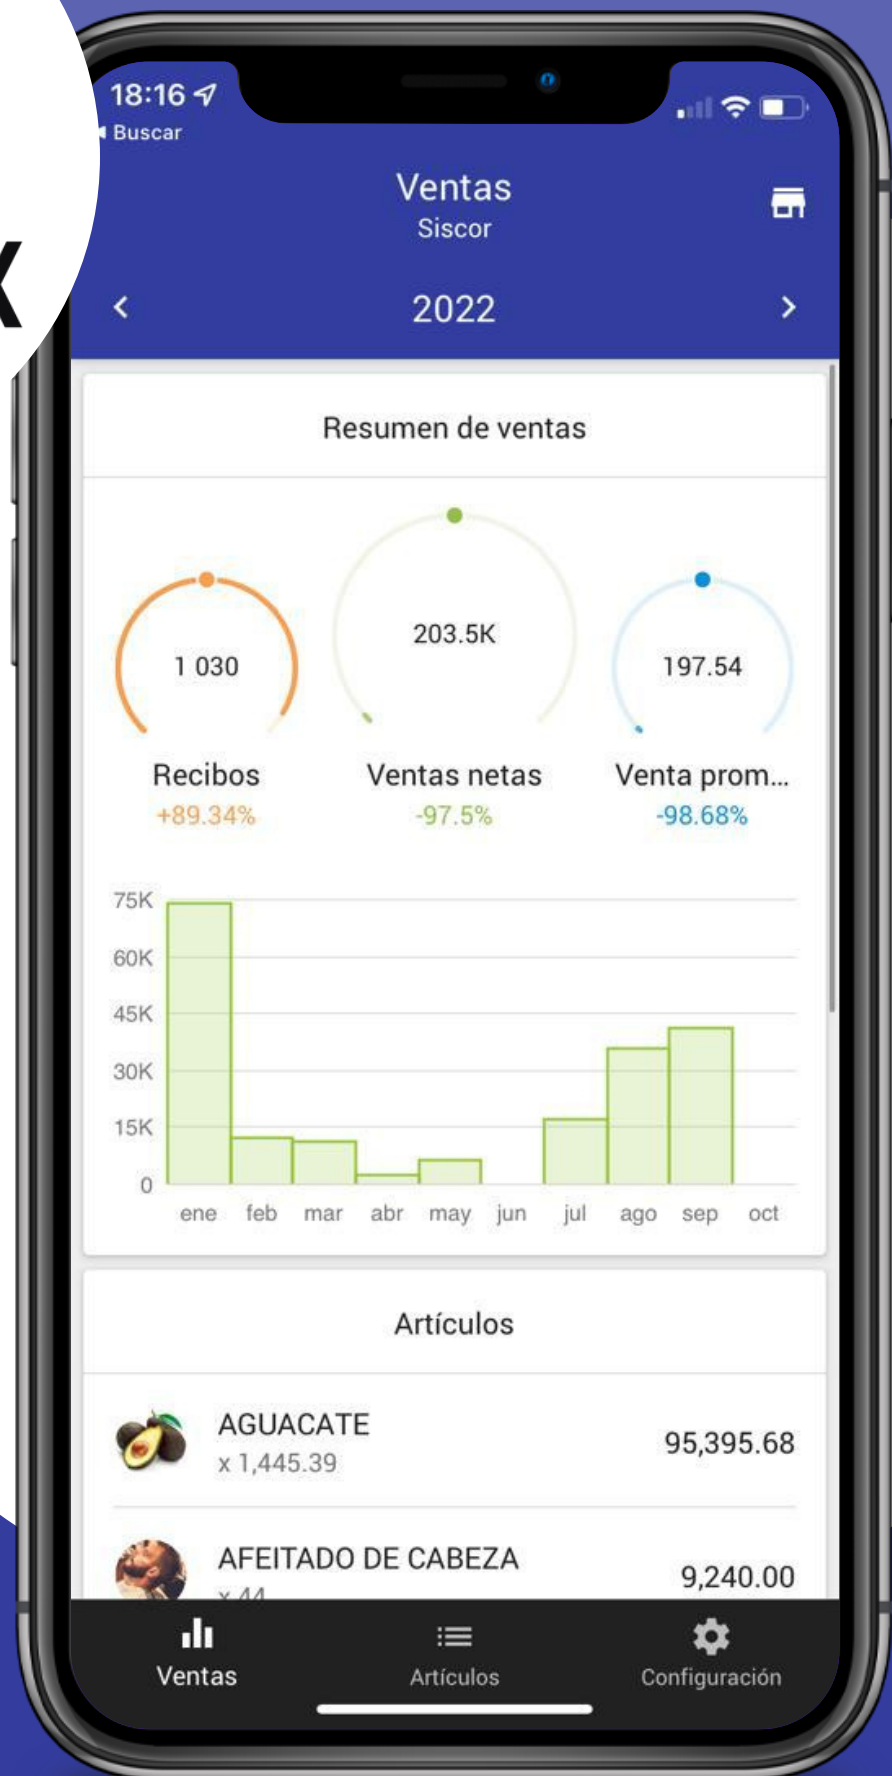 18:16
Buscar
Ventas
Siscor
2022
Resumen de ventas
1 030
203.5K
197.54
Recibos
Ventas netas
Venta prom...
+89.34%
-97.5%
-98.68%
75K
60K
45K
30K
15K
0
ene feb mar abr may jun jul ago sep oct
Artículos
AGUACATE
95,395.68
x 1,445.39
AFEITADO DE CABEZA
9,240.00
x 44
Ventas
Artículos
Configuración